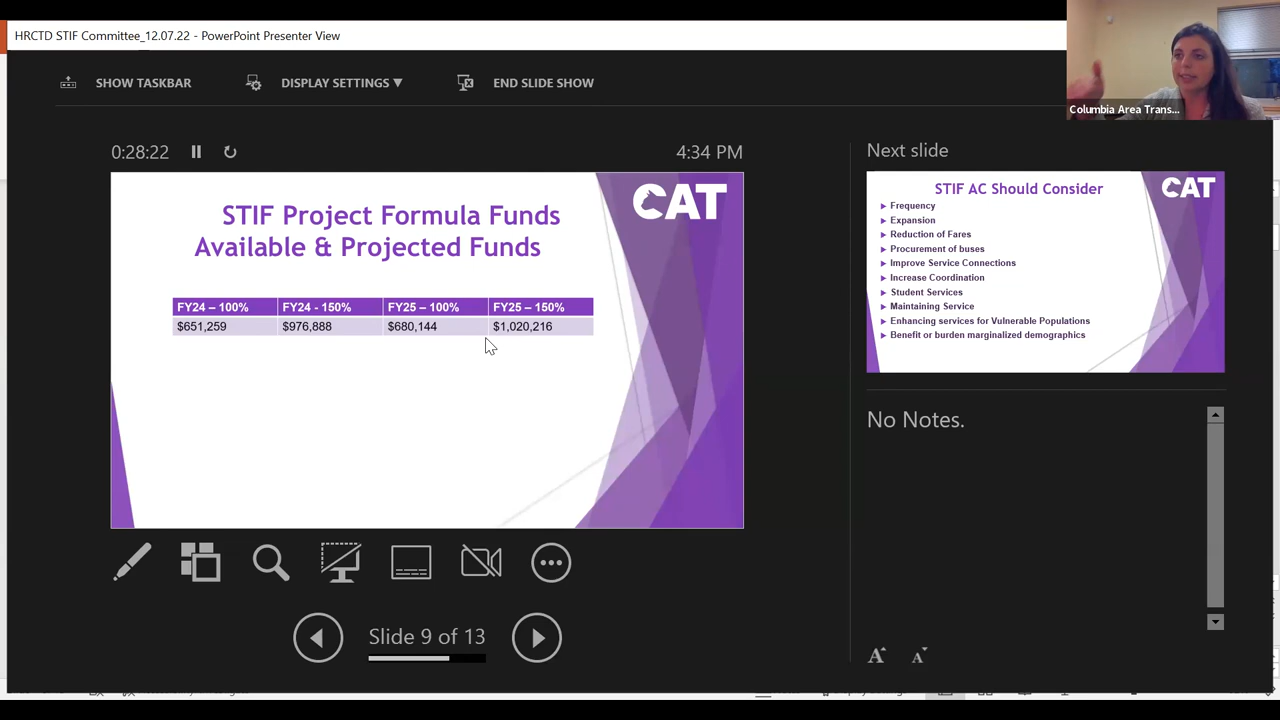 HRCTD STIF Committee_12.07.22 - PowerPoint Presenter View
Columbia Area Trans...
SHOW TASKBAR
DISPLAY SETTINGS ▼
END SLIDE SHOW
0:28:22
4:34 PM
STIF Project Formula Funds
Available & Projected Funds
CAT
FY24 – 100% FY24 - 150% FY25 – 100% FY25 – 150%
$651,259 $976,888 $680,144 $1,020,216
Slide 9 of 13
Next slide
STIF AC Should Consider
CAT
Frequency
Expansion
Reduction of Fares
Procurement of buses
Improve Service Connections
Increase Coordination
Student Services
Maintaining Service
Enhancing services for Vulnerable Populations
Benefit or burden marginalized demographics
No Notes.
A A